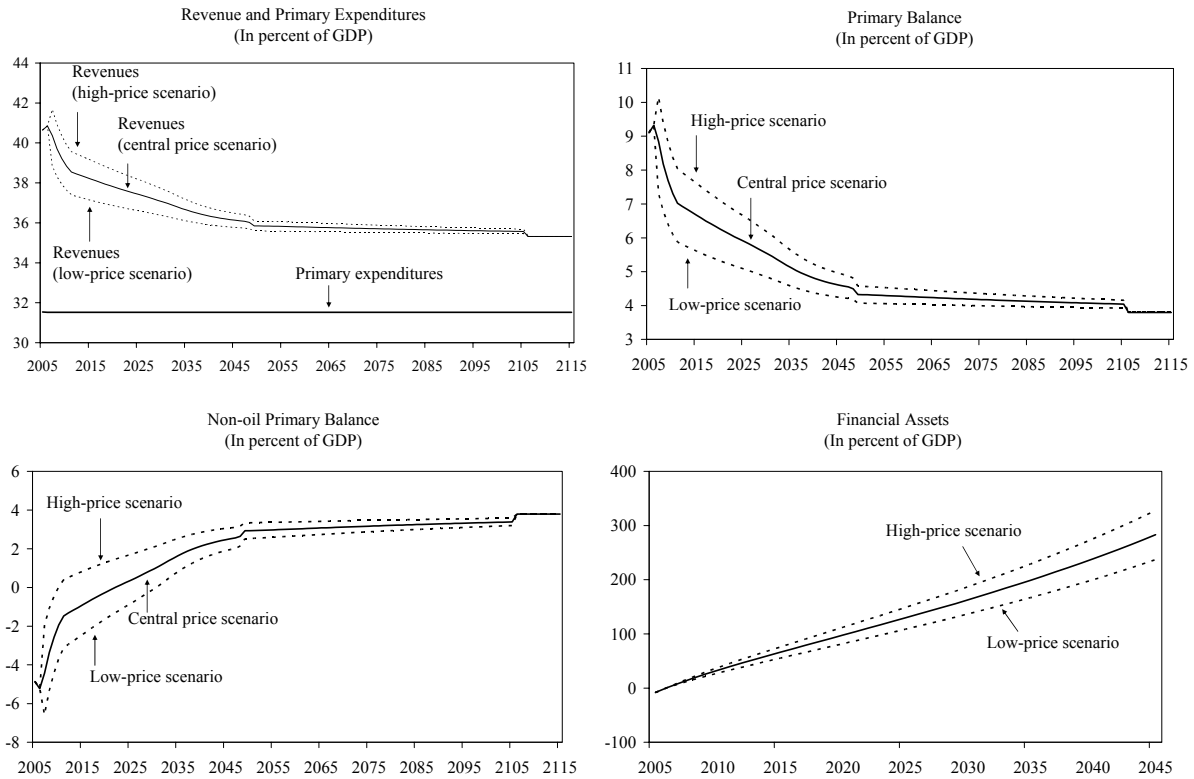 Revenue and Primary Expenditures
(In percent of GDP)
44
42
40
38
36
34
32
30
Revenues
(high-price scenario)
Revenues
(central price scenario)
Revenues
(low-price scenario)
Primary expenditures
2005 2015 2025 2035 2045 2055 2065 2075 2085 2095 2105 2115
Primary Balance
(In percent of GDP)
11
10
9
8
7
6
5
4
3
High-price scenario
Central price scenario
Low-price scenario
2005 2015 2025 2035 2045 2055 2065 2075 2085 2095 2105 2115
Non-oil Primary Balance
(In percent of GDP)
6
4
2
0
-2
-4
-6
-8
High-price scenario
Central price scenario
Low-price scenario
2005 2015 2025 2035 2045 2055 2065 2075 2085 2095 2105 2115
Financial Assets
(In percent of GDP)
400
300
200
100
0
-100
High-price scenario
Low-price scenario
2005 2010 2015 2020 2025 2030 2035 2040 2045